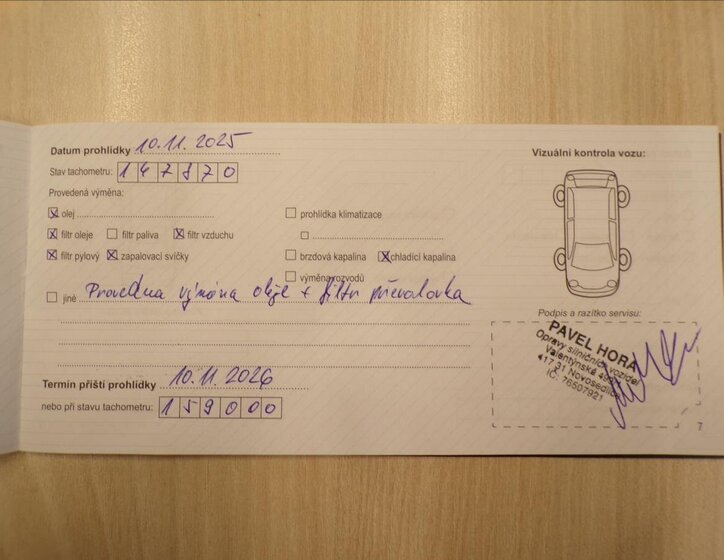 Datum prohlídky 10.11.2025
Stav tachometru: 147870
Provedená výměna:
olej
filtr oleje filtr paliva filtr vzduchu
filtr pylový zapalovací svíčky
prohlídka klimatizace
brzdová kapalina chladící kapalina
výměna rozvodů
jiné Provedena výměna oleje + filtr převodovka
Termín příští prohlídky 10.11.2026
nebo při stavu tachometru: 159000
Vizuální kontrola vozu:
Podpis a razítko servisu:
PAVEL HORA
Opravy silničních vozidel
Valentýnská
417 31 Novosedlice
IČ: 76507921
7